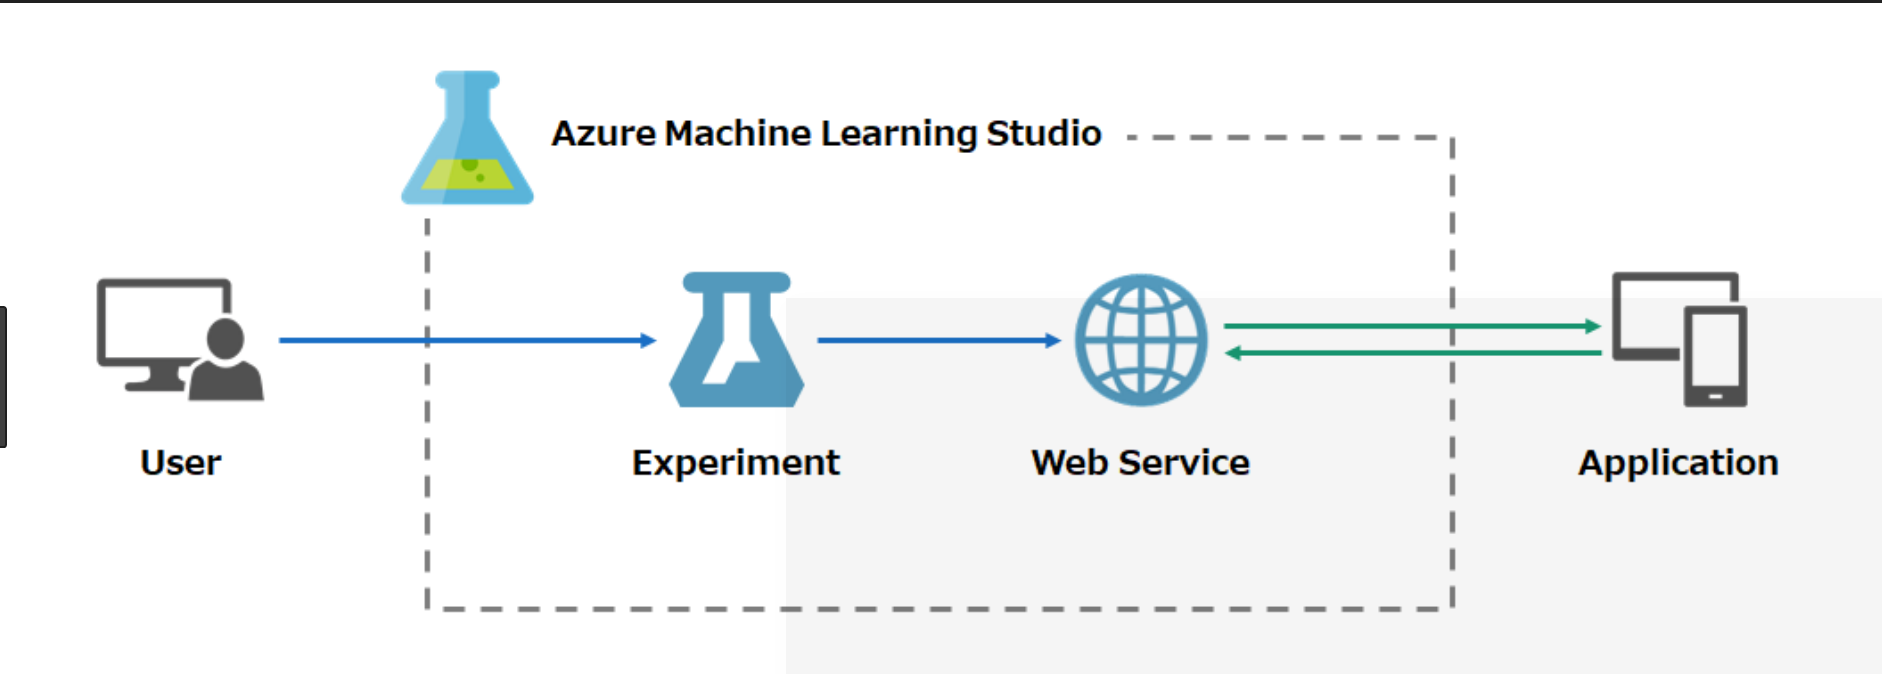 Azure Machine Learning Studio
User
Experiment
Web Service
Application